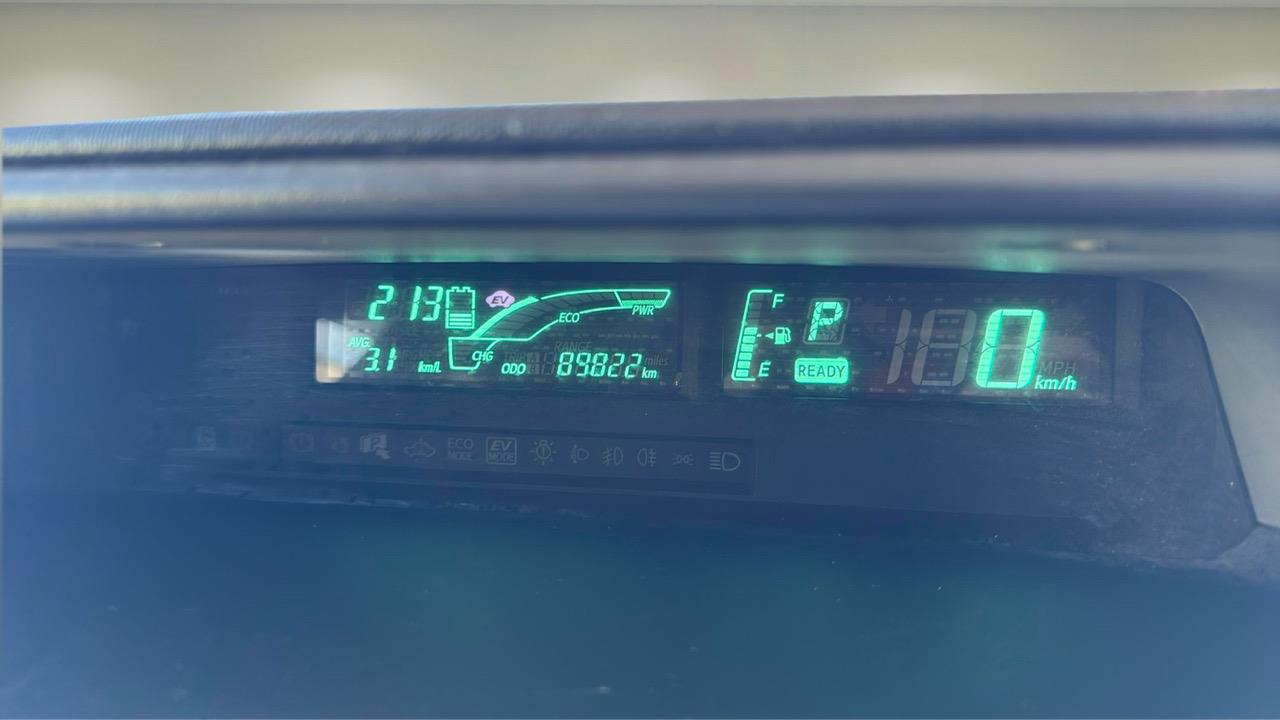 213
EV
ECO
PWR
AVG.
3.1 km/L
CHG
RANGE
TRIP
ODO 89822 miles
km
F
E
P
READY
180
MPH
km/h
ECO MODE
EV MODE